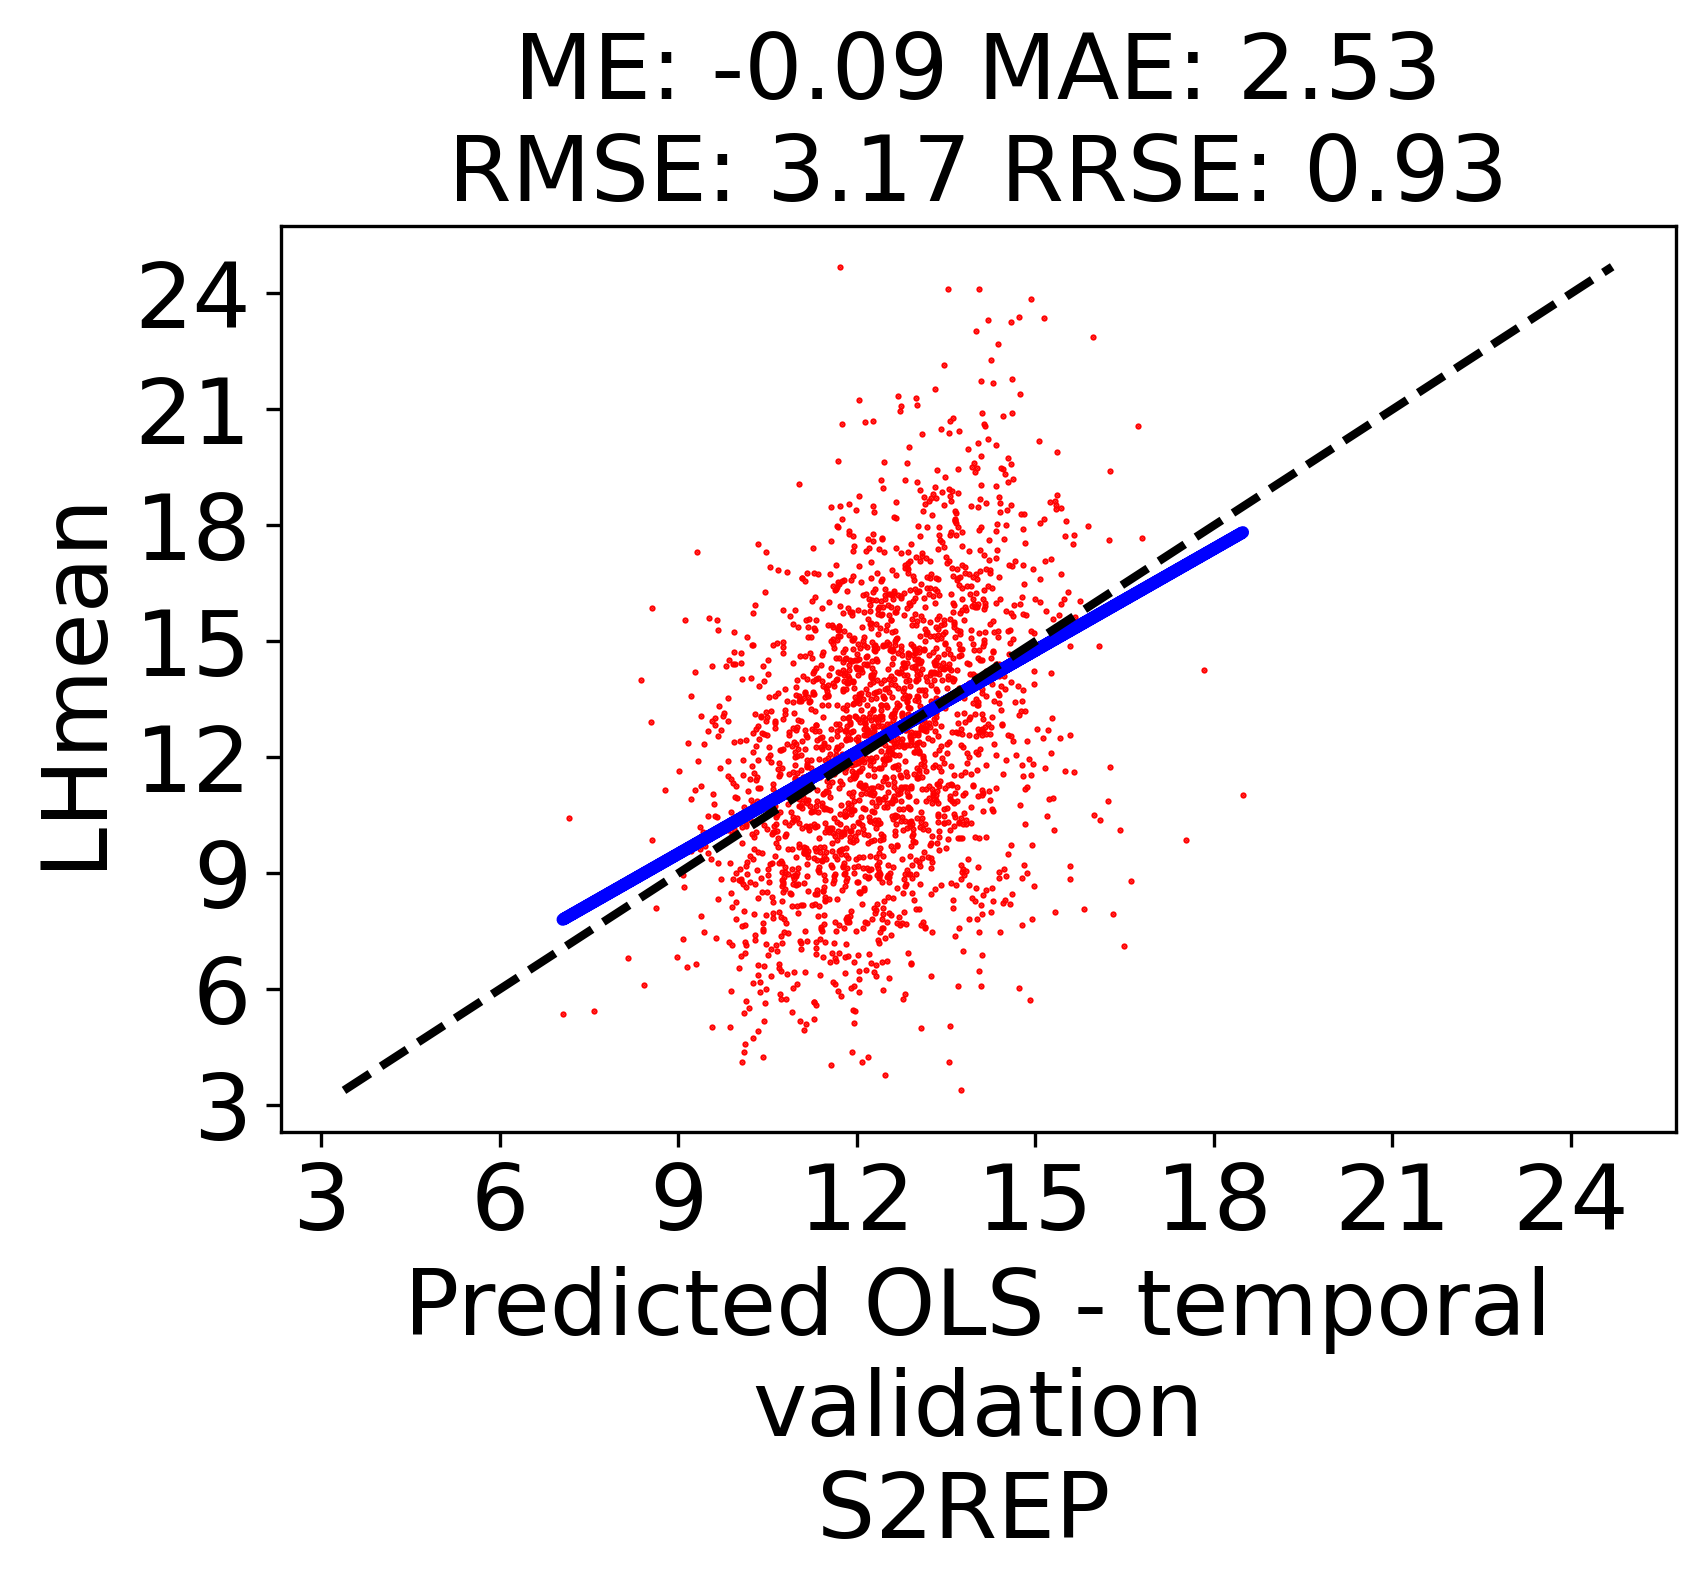 ME: -0.09 MAE: 2.53
RMSE: 3.17 RRSE: 0.93
24
21
18
15
12
9
6
3
LHmean
3 6 9 12 15 18 21 24
Predicted OLS - temporal
validation
S2REP